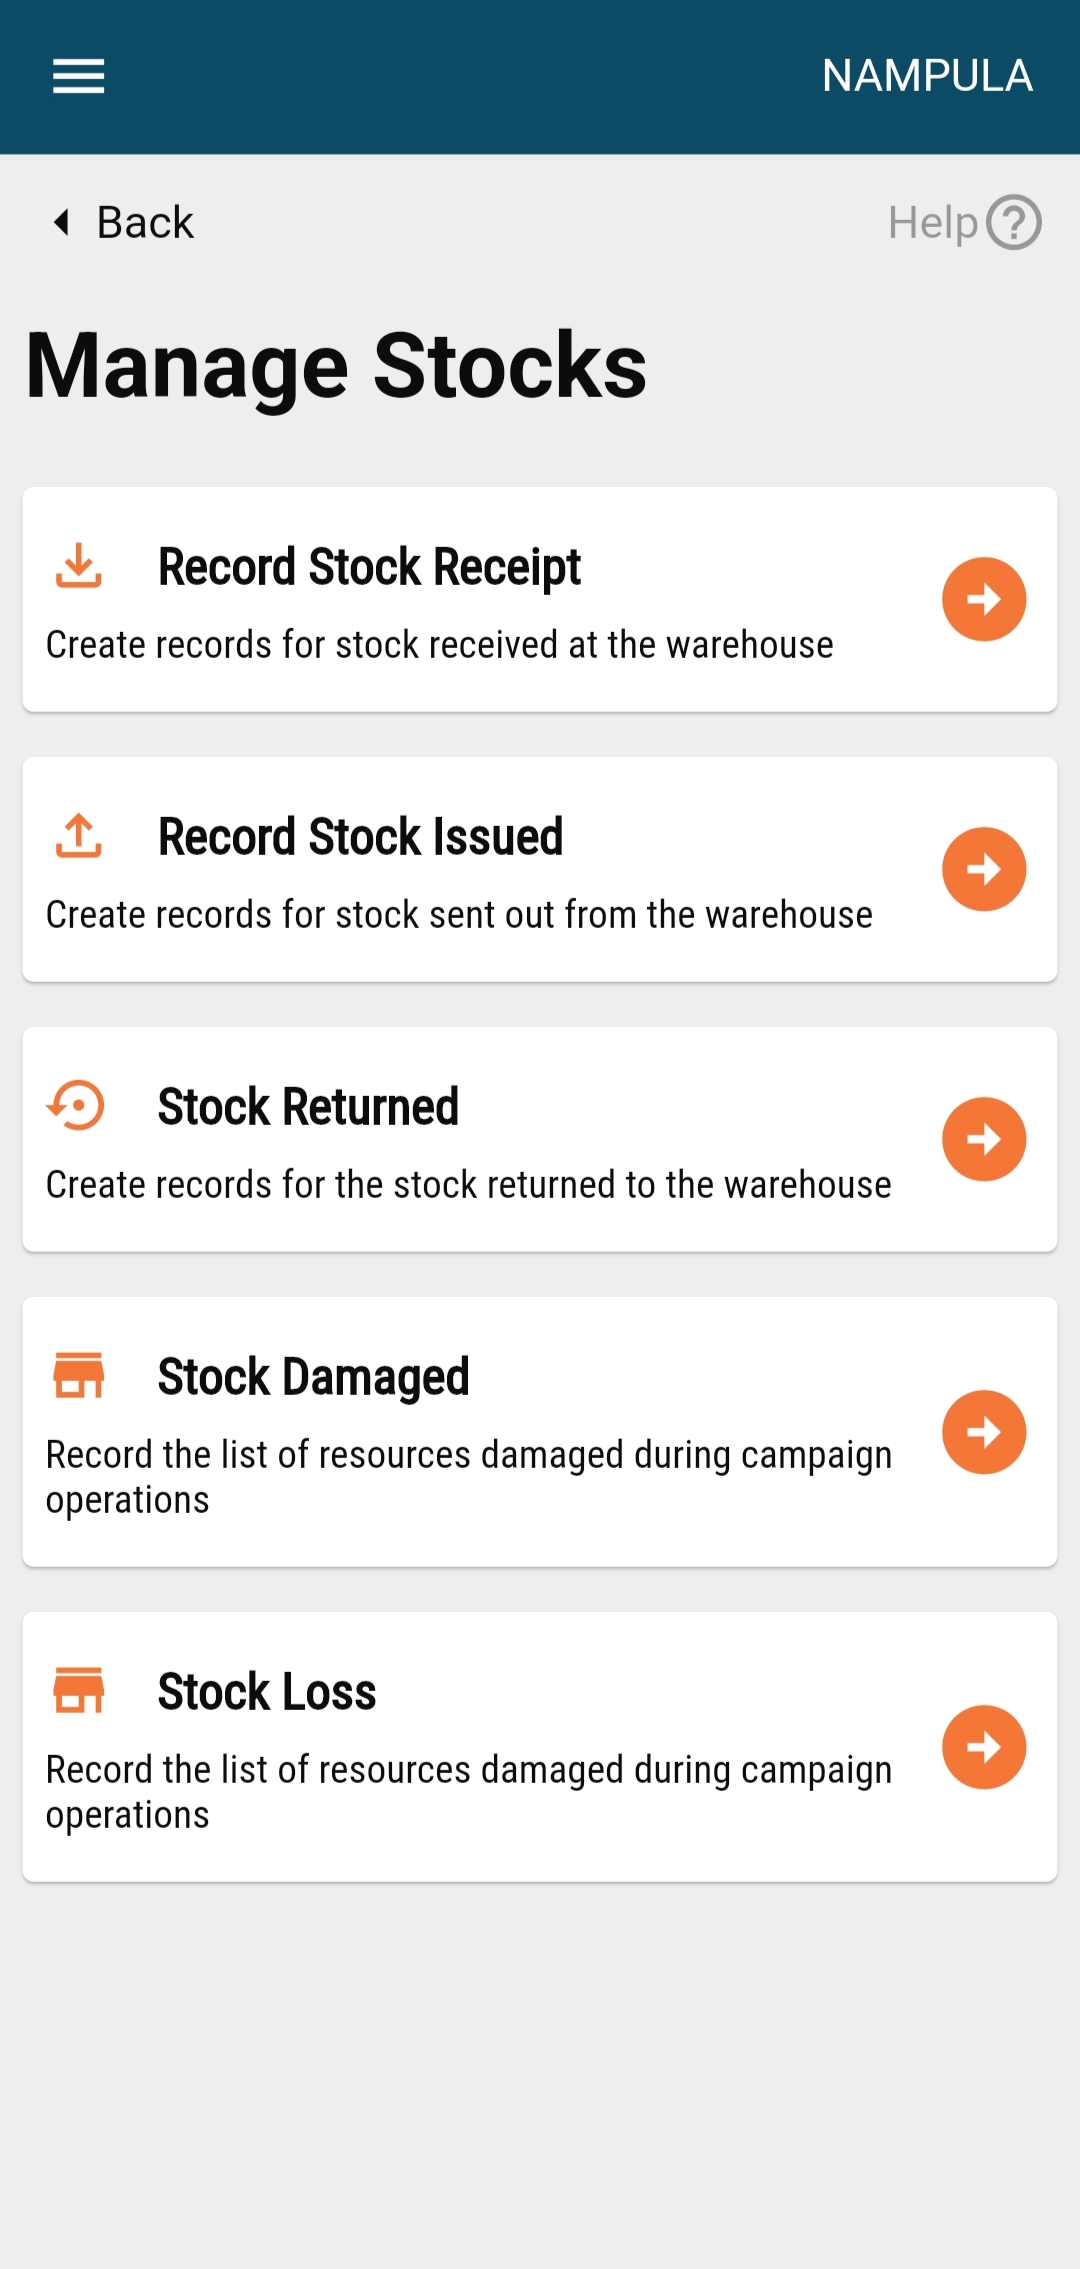 NAMPULA
Back
Help
Manage Stocks
Record Stock Receipt
Create records for stock received at the warehouse
Record Stock Issued
Create records for stock sent out from the warehouse
Stock Returned
Create records for the stock returned to the warehouse
Stock Damaged
Record the list of resources damaged during campaign
operations
Stock Loss
Record the list of resources damaged during campaign
operations